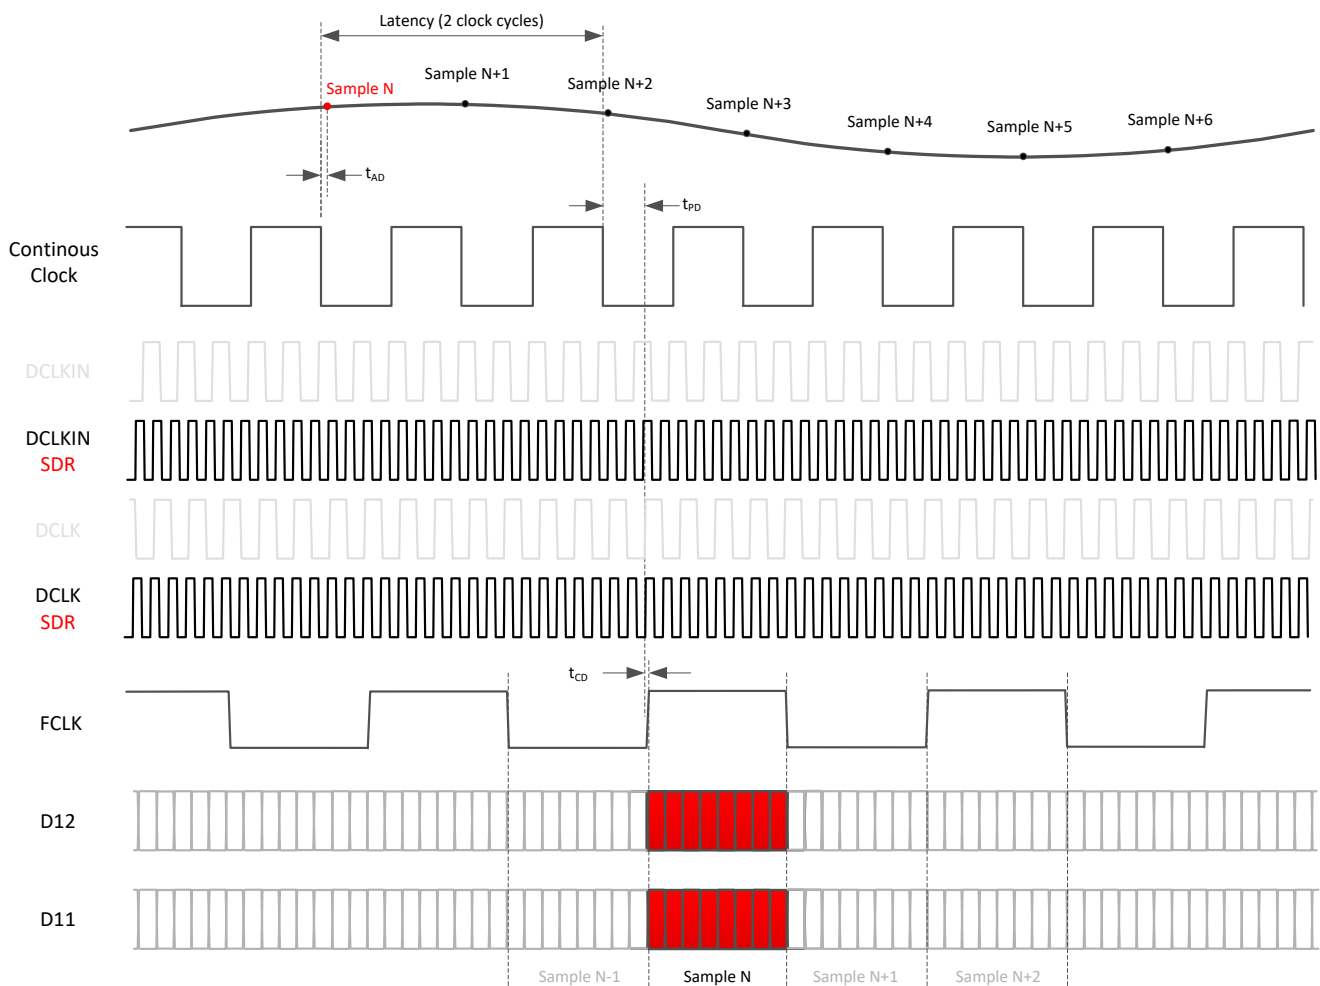 Latency (2 clock cycles)
Sample N
Sample N+1
Sample N+2
Sample N+3
Sample N+4
Sample N+5
Sample N+6
tAD
tPD
Continous
Clock
DCLKIN
DCLKIN
SDR
DCLK
DCLK
SDR
tCD
FCLK
D12
D11
Sample N-1
Sample N
Sample N+1
Sample N+2